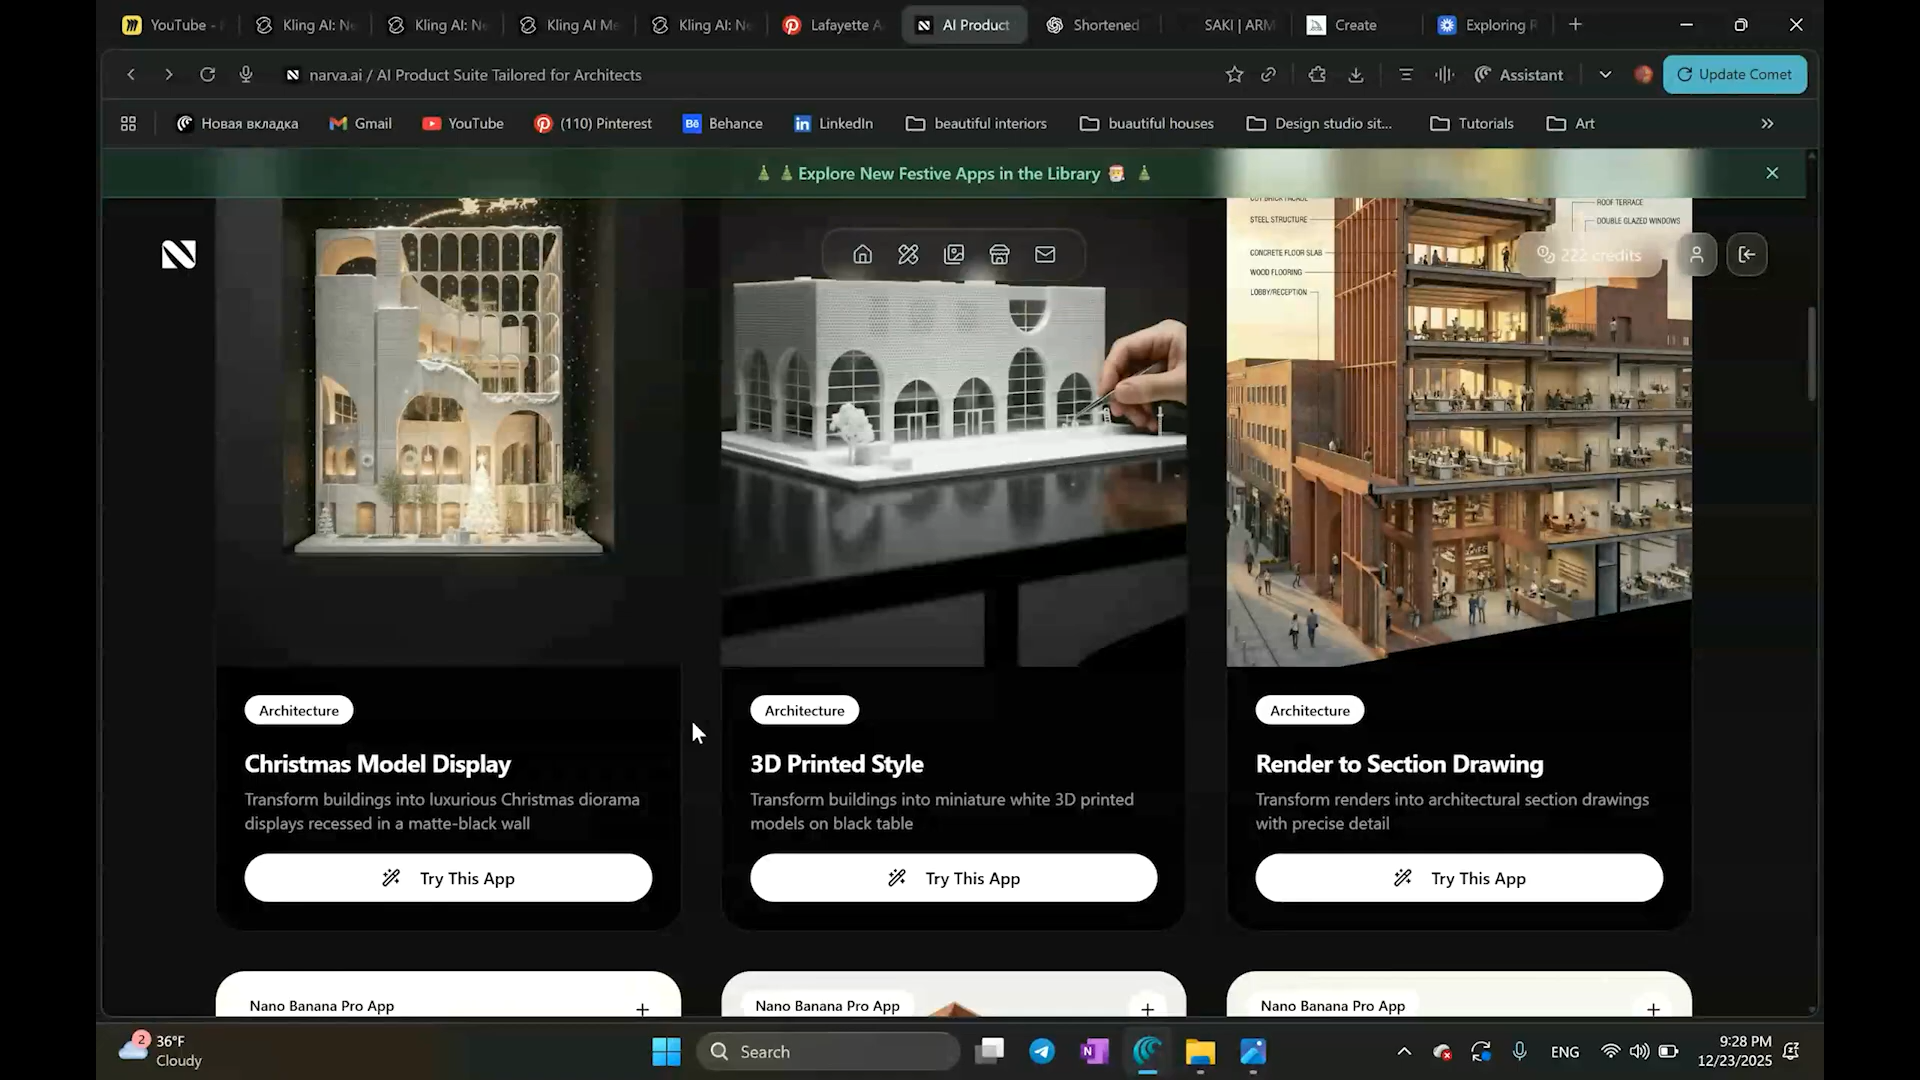 YouTube -
Kling AI: Ne
Kling AI: Ne
Kling AI Me
Kling AI: Ne
Lafayette A
AI Product
Shortened
SAKI | ARM
Create
Exploring R
narva.ai / AI Product Suite Tailored for Architects
Assistant
Update Comet
Новая вкладка
Gmail
YouTube
(110) Pinterest
Behance
LinkedIn
beautiful interiors
buautiful houses
Design studio sit...
Tutorials
Art
Explore New Festive Apps in the Library
STEEL STRUCTURE
CONCRETE FLOOR SLAB
WOOD FLOORING
LOBBY/RECEPTION
ROOF TERRACE
DOUBLE GLAZED WINDOWS
222 credits
Architecture
Christmas Model Display
Transform buildings into luxurious Christmas diorama
displays recessed in a matte-black wall
Try This App
Architecture
3D Printed Style
Transform buildings into miniature white 3D printed
models on black table
Try This App
Architecture
Render to Section Drawing
Transform renders into architectural section drawings
with precise detail
Try This App
Nano Banana Pro App
Nano Banana Pro App
Nano Banana Pro App
2
36°F
Cloudy
Search
ENG
9:28 PM
12/23/2025